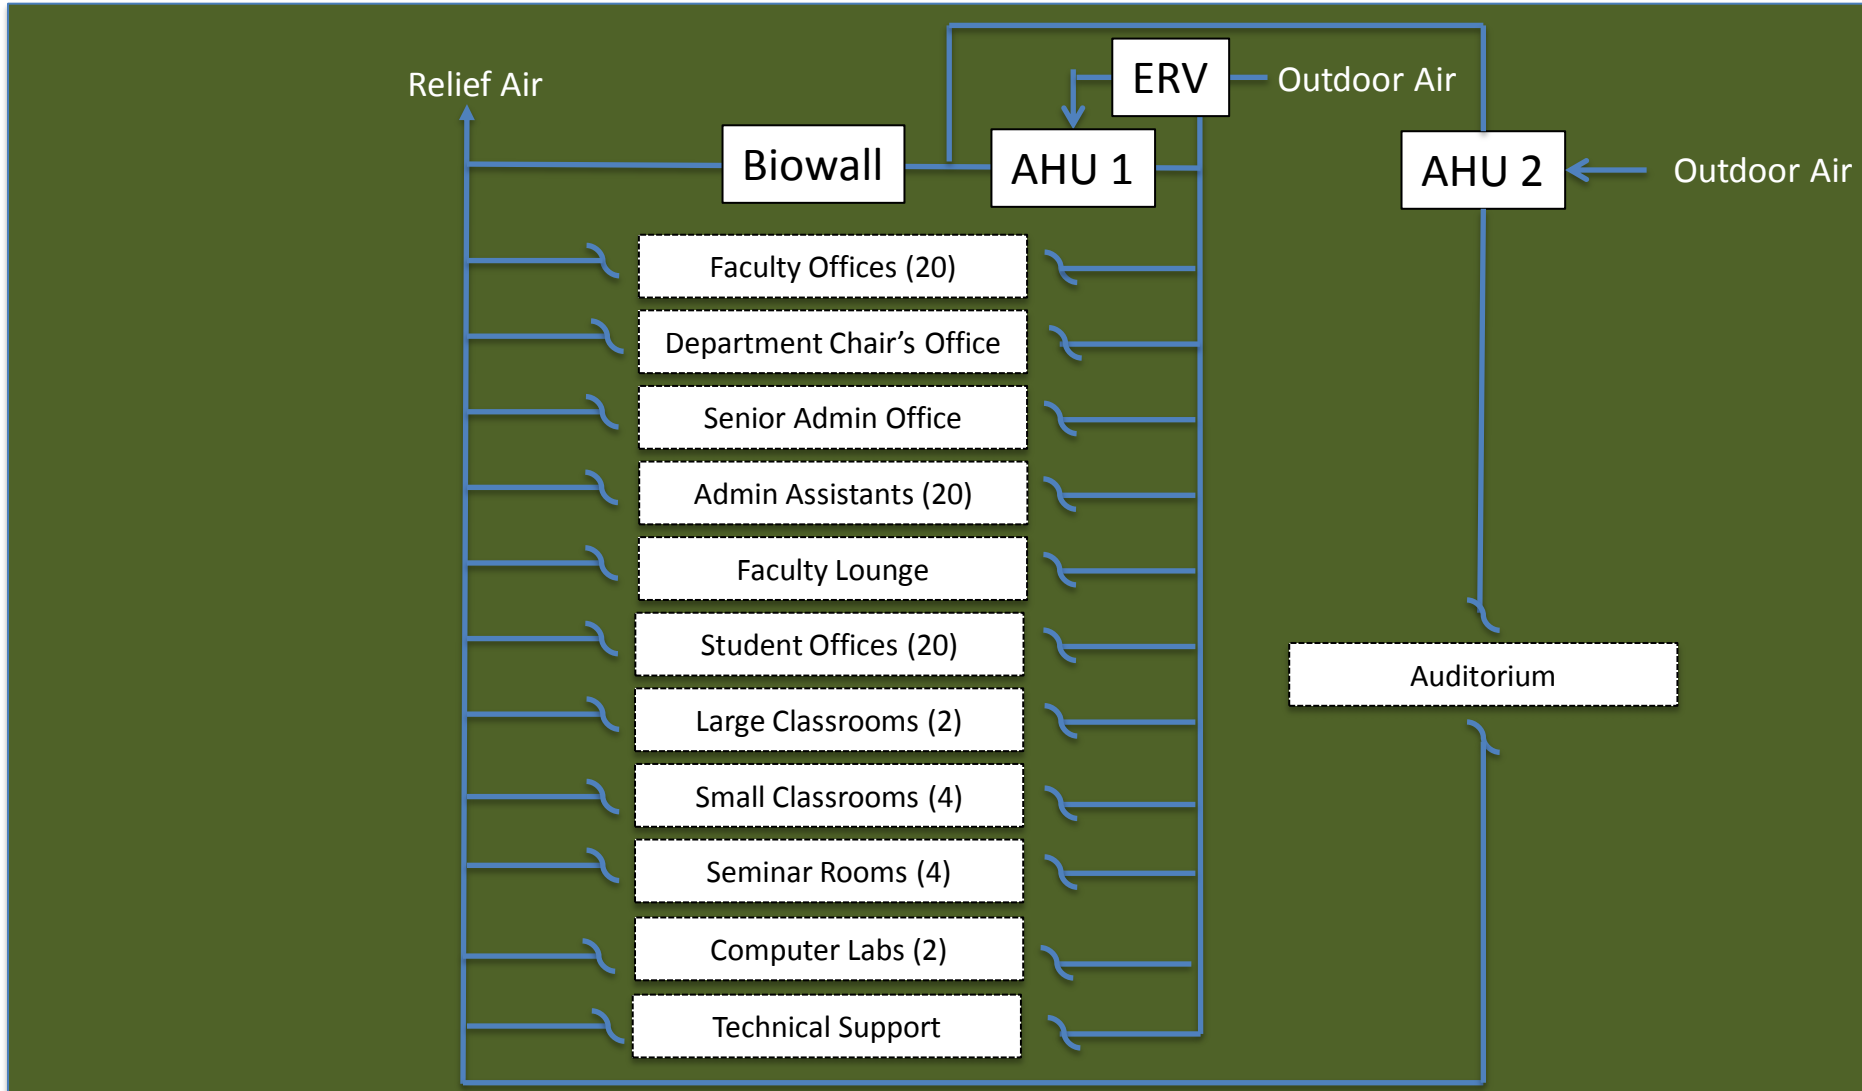 Relief Air
ERV
Outdoor Air
Biowall
AHU 1
AHU 2
Outdoor Air
Faculty Offices (20)
Department Chair’s Office
Senior Admin Office
Admin Assistants (20)
Faculty Lounge
Student Offices (20)
Auditorium
Large Classrooms (2)
Small Classrooms (4)
Seminar Rooms (4)
Computer Labs (2)
Technical Support